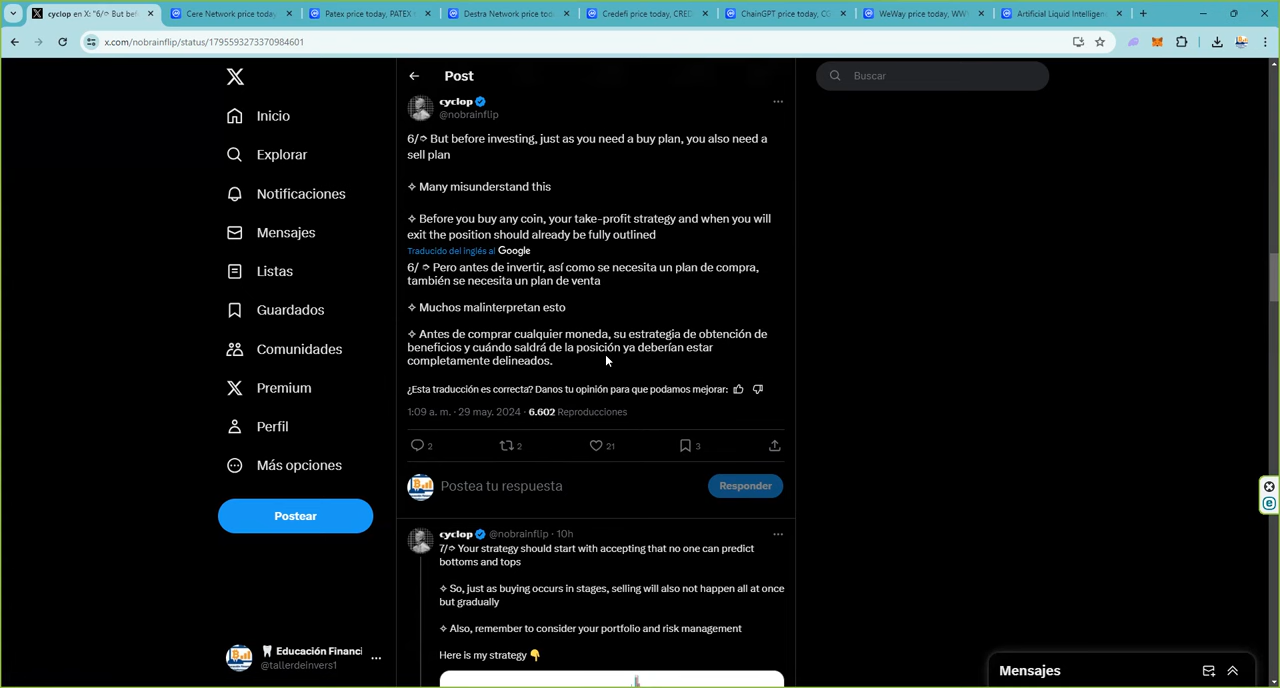 cyclop en X: "6/⪼ But bef
Cere Network price today
Patex price today, PATEX t
Destra Network price tod
Credefi price today, CRED
ChainGPT price today, CG
WeWay price today, WWY
Artificial Liquid Intelligenc
x.com/nobrainflip/status/1795593273370984601
Inicio
Explorar
Notificaciones
Mensajes
Listas
Guardados
Comunidades
Premium
Perfil
Más opciones
Postear
Educación Financi
@tallerdeinvers1
Post
cyclop
@nobrainflip
6/ But before investing, just as you need a buy plan, you also need a
sell plan
✧ Many misunderstand this
✧ Before you buy any coin, your take-profit strategy and when you will
exit the position should already be fully outlined
Traducido del inglés al Google
6/ Pero antes de invertir, así como se necesita un plan de compra,
también se necesita un plan de venta
✧ Muchos malinterpretan esto
✧ Antes de comprar cualquier moneda, su estrategia de obtención de
beneficios y cuándo saldrá de la posición ya deberían estar
completamente delineados.
¿Esta traducción es correcta? Danos tu opinión para que podamos mejorar:
1:09 a. m. · 29 may. 2024 · 6.602 Reproducciones
2 2 21 3
Postea tu respuesta
Responder
cyclop @nobrainflip · 10h
7/ Your strategy should start with accepting that no one can predict
bottoms and tops
✧ So, just as buying occurs in stages, selling will also not happen all at once
but gradually
✧ Also, remember to consider your portfolio and risk management
Here is my strategy 👇
Buscar
Mensajes